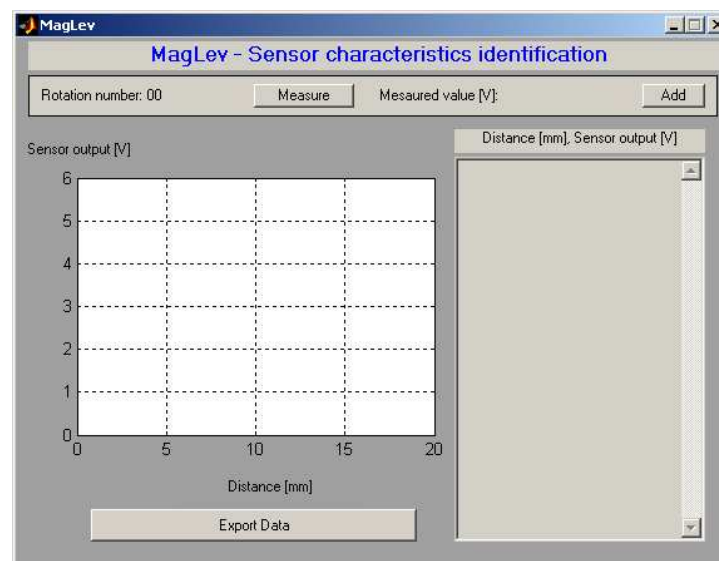 MagLev
MagLev - Sensor characteristics identification
Rotation number: 00 Measure Mesaured value [V]: Add
Sensor output [V]
6
5
4
3
2
1
0
0 5 10 15 20
Distance [mm]
Export Data
Distance [mm], Sensor output [V]